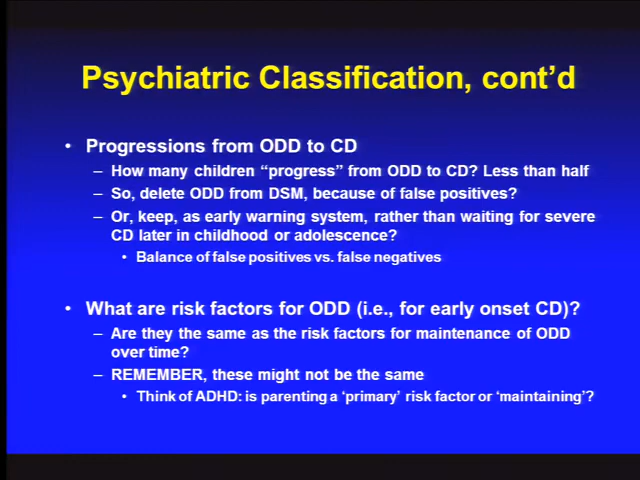 Psychiatric Classification, cont’d
• Progressions from ODD to CD
– How many children “progress” from ODD to CD? Less than half
– So, delete ODD from DSM, because of false positives?
– Or, keep, as early warning system, rather than waiting for severe
CD later in childhood or adolescence?
• Balance of false positives vs. false negatives
• What are risk factors for ODD (i.e., for early onset CD)?
– Are they the same as the risk factors for maintenance of ODD
over time?
– REMEMBER, these might not be the same
• Think of ADHD: is parenting a ‘primary’ risk factor or ‘maintaining’?